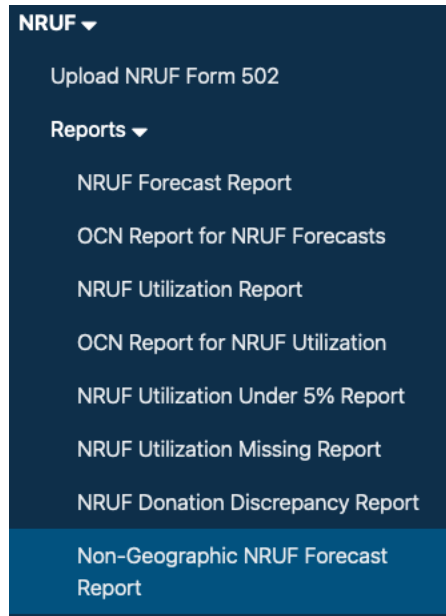 NRUF
Upload NRUF Form 502
Reports
NRUF Forecast Report
OCN Report for NRUF Forecasts
NRUF Utilization Report
OCN Report for NRUF Utilization
NRUF Utilization Under 5% Report
NRUF Utilization Missing Report
NRUF Donation Discrepancy Report
Non-Geographic NRUF Forecast
Report